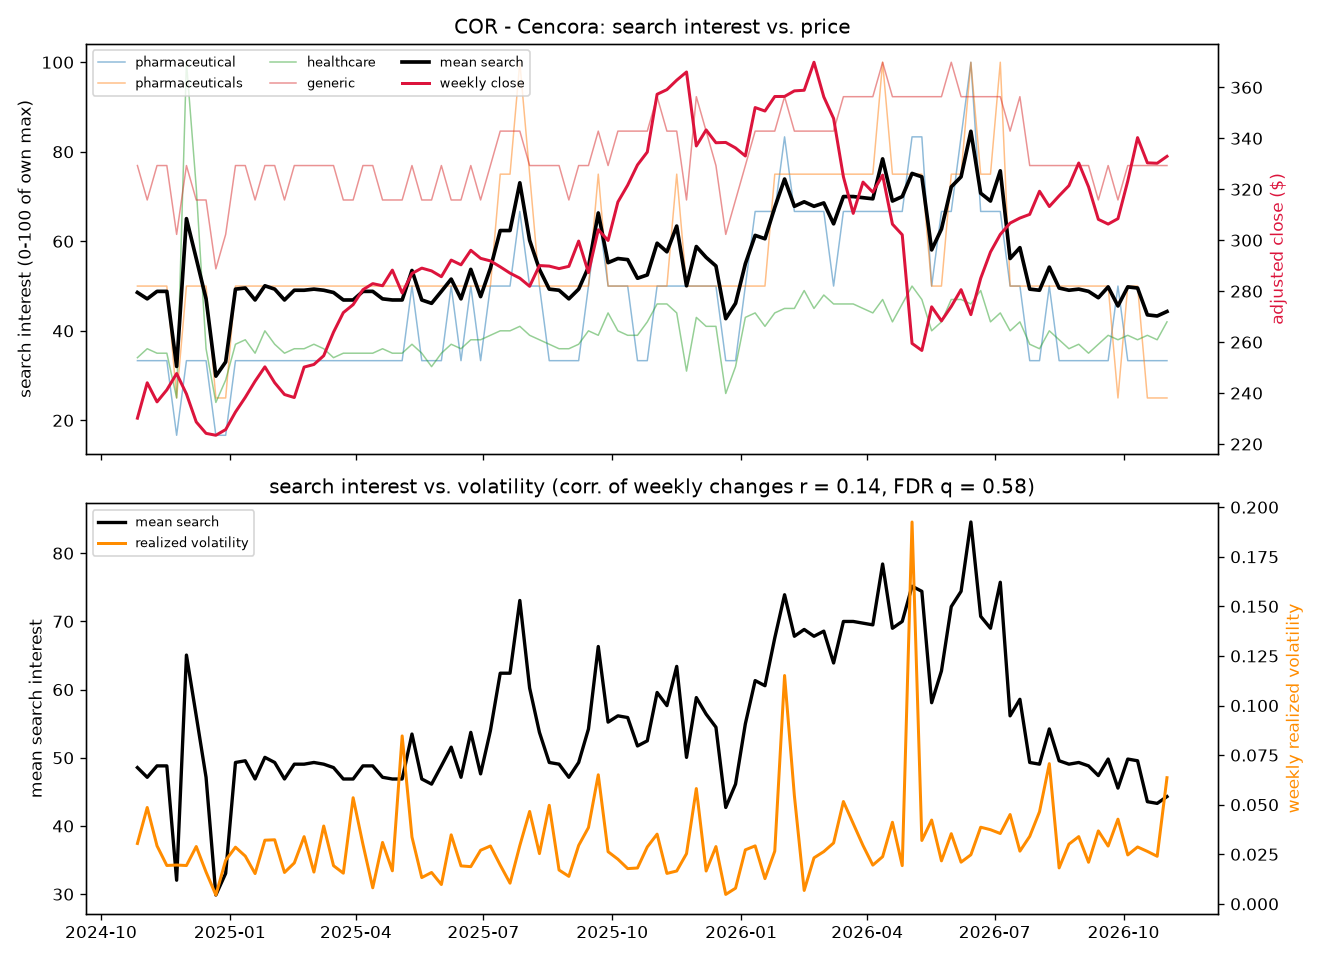 COR - Cencora: search interest vs. price
pharmaceutical
pharmaceuticals
healthcare
generic
mean search
weekly close
search interest (0-100 of own max)
100
80
60
40
20
adjusted close ($)
360
340
320
300
280
260
240
220
search interest vs. volatility (corr. of weekly changes r = 0.14, FDR q = 0.58)
mean search
realized volatility
mean search interest
80
70
60
50
40
30
weekly realized volatility
0.200
0.175
0.150
0.125
0.100
0.075
0.050
0.025
0.000
2024-10 2025-01 2025-04 2025-07 2025-10 2026-01 2026-04 2026-07 2026-10